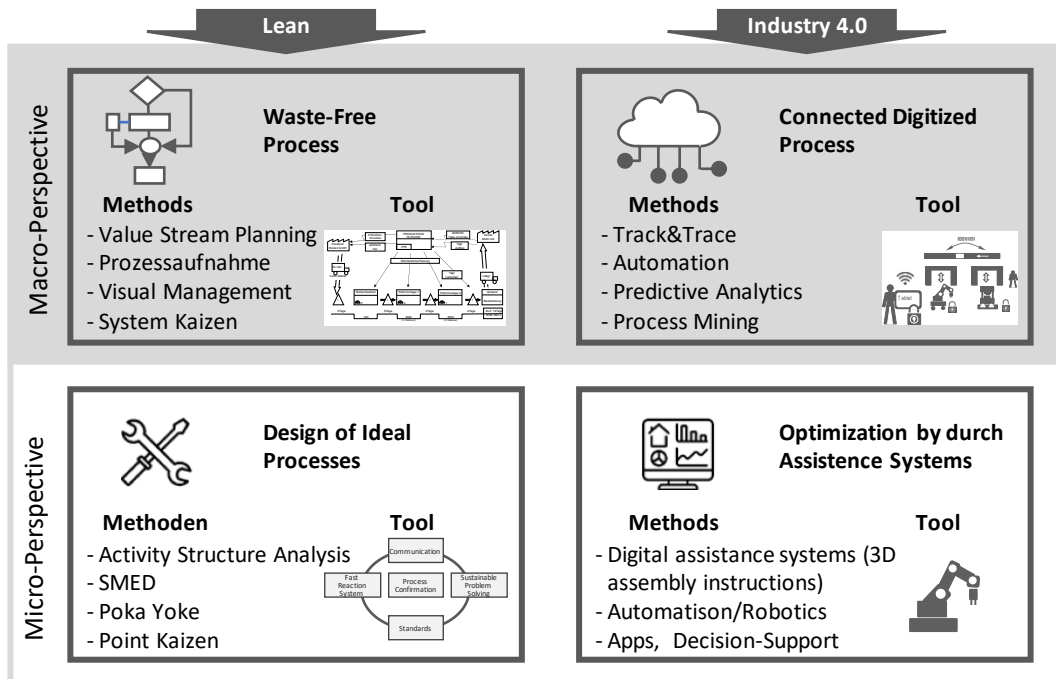 Lean
Industry 4.0
Macro-Perspective
Waste-Free
Process
Methods
Tool
- Value Stream Planning
- Prozessaufnahme
- Visual Management
- System Kaizen
Connected Digitized
Process
Methods
Tool
- Track&Trace
- Automation
- Predictive Analytics
- Process Mining
Tablet
Micro-Perspective
Design of Ideal
Processes
Methoden
Tool
- Activity Structure Analysis
- SMED
- Poka Yoke
- Point Kaizen
Communication
Fast
Reaction
System
Process
Confirmation
Sustainable
Problem
Solving
Standards
Optimization by durch
Assistence Systems
Methods
Tool
- Digital assistance systems (3D
assembly instructions)
- Automatison/Robotics
- Apps, Decision-Support